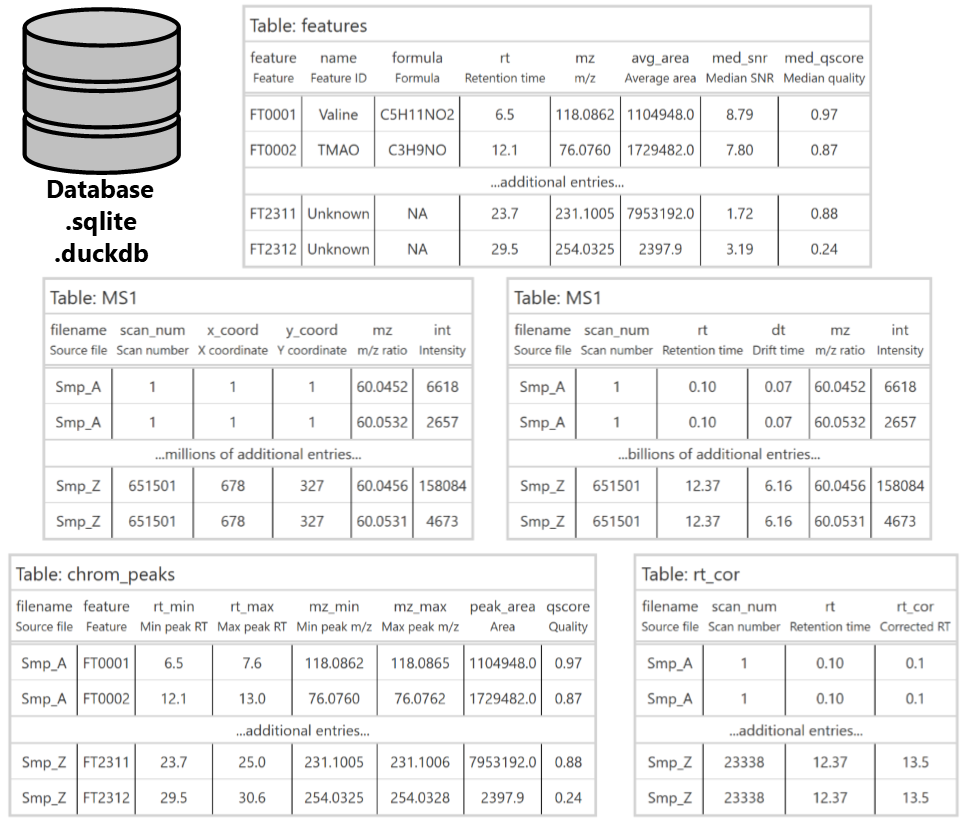 Database
.sqlite
.duckdb
Table: features
feature name formula rt mz avg_area med_snr med_qscore
Feature Feature ID Formula Retention time m/z Average area Median SNR Median quality
FT0001 Valine C5H11NO2 6.5 118.0862 1104948.0 8.79 0.97
FT0002 TMAO C3H9NO 12.1 76.0760 1729482.0 7.80 0.87
...additional entries...
FT2311 Unknown NA 23.7 231.1005 7953192.0 1.72 0.88
FT2312 Unknown NA 29.5 254.0325 2397.9 3.19 0.24
Table: MS1
filename scan_num x_coord y_coord mz int
Source file Scan number X coordinate Y coordinate m/z ratio Intensity
Smp_A 1 1 1 60.0452 6618
Smp_A 1 1 1 60.0532 2657
...millions of additional entries...
Smp_Z 651501 678 327 60.0456 158084
Smp_Z 651501 678 327 60.0531 4673
Table: MS1
filename scan_num rt dt mz int
Source file Scan number Retention time Drift time m/z ratio Intensity
Smp_A 1 0.10 0.07 60.0452 6618
Smp_A 1 0.10 0.07 60.0532 2657
...billions of additional entries...
Smp_Z 651501 12.37 6.16 60.0456 158084
Smp_Z 651501 12.37 6.16 60.0531 4673
Table: chrom_peaks
filename feature rt_min rt_max mz_min mz_max peak_area qscore
Source file Feature Min peak RT Max peak RT Min peak m/z Max peak m/z Area Quality
Smp_A FT0001 6.5 7.6 118.0862 118.0865 1104948.0 0.97
Smp_A FT0002 12.1 13.0 76.0760 76.0762 1729482.0 0.87
...additional entries...
Smp_Z FT2311 23.7 25.0 231.1005 231.1006 7953192.0 0.88
Smp_Z FT2312 29.5 30.6 254.0325 254.0328 2397.9 0.24
Table: rt_cor
filename scan_num rt rt_cor
Source file Scan number Retention time Corrected RT
Smp_A 1 0.10 0.1
Smp_A 1 0.10 0.1
...additional entries...
Smp_Z 23338 12.37 13.5
Smp_Z 23338 12.37 13.5